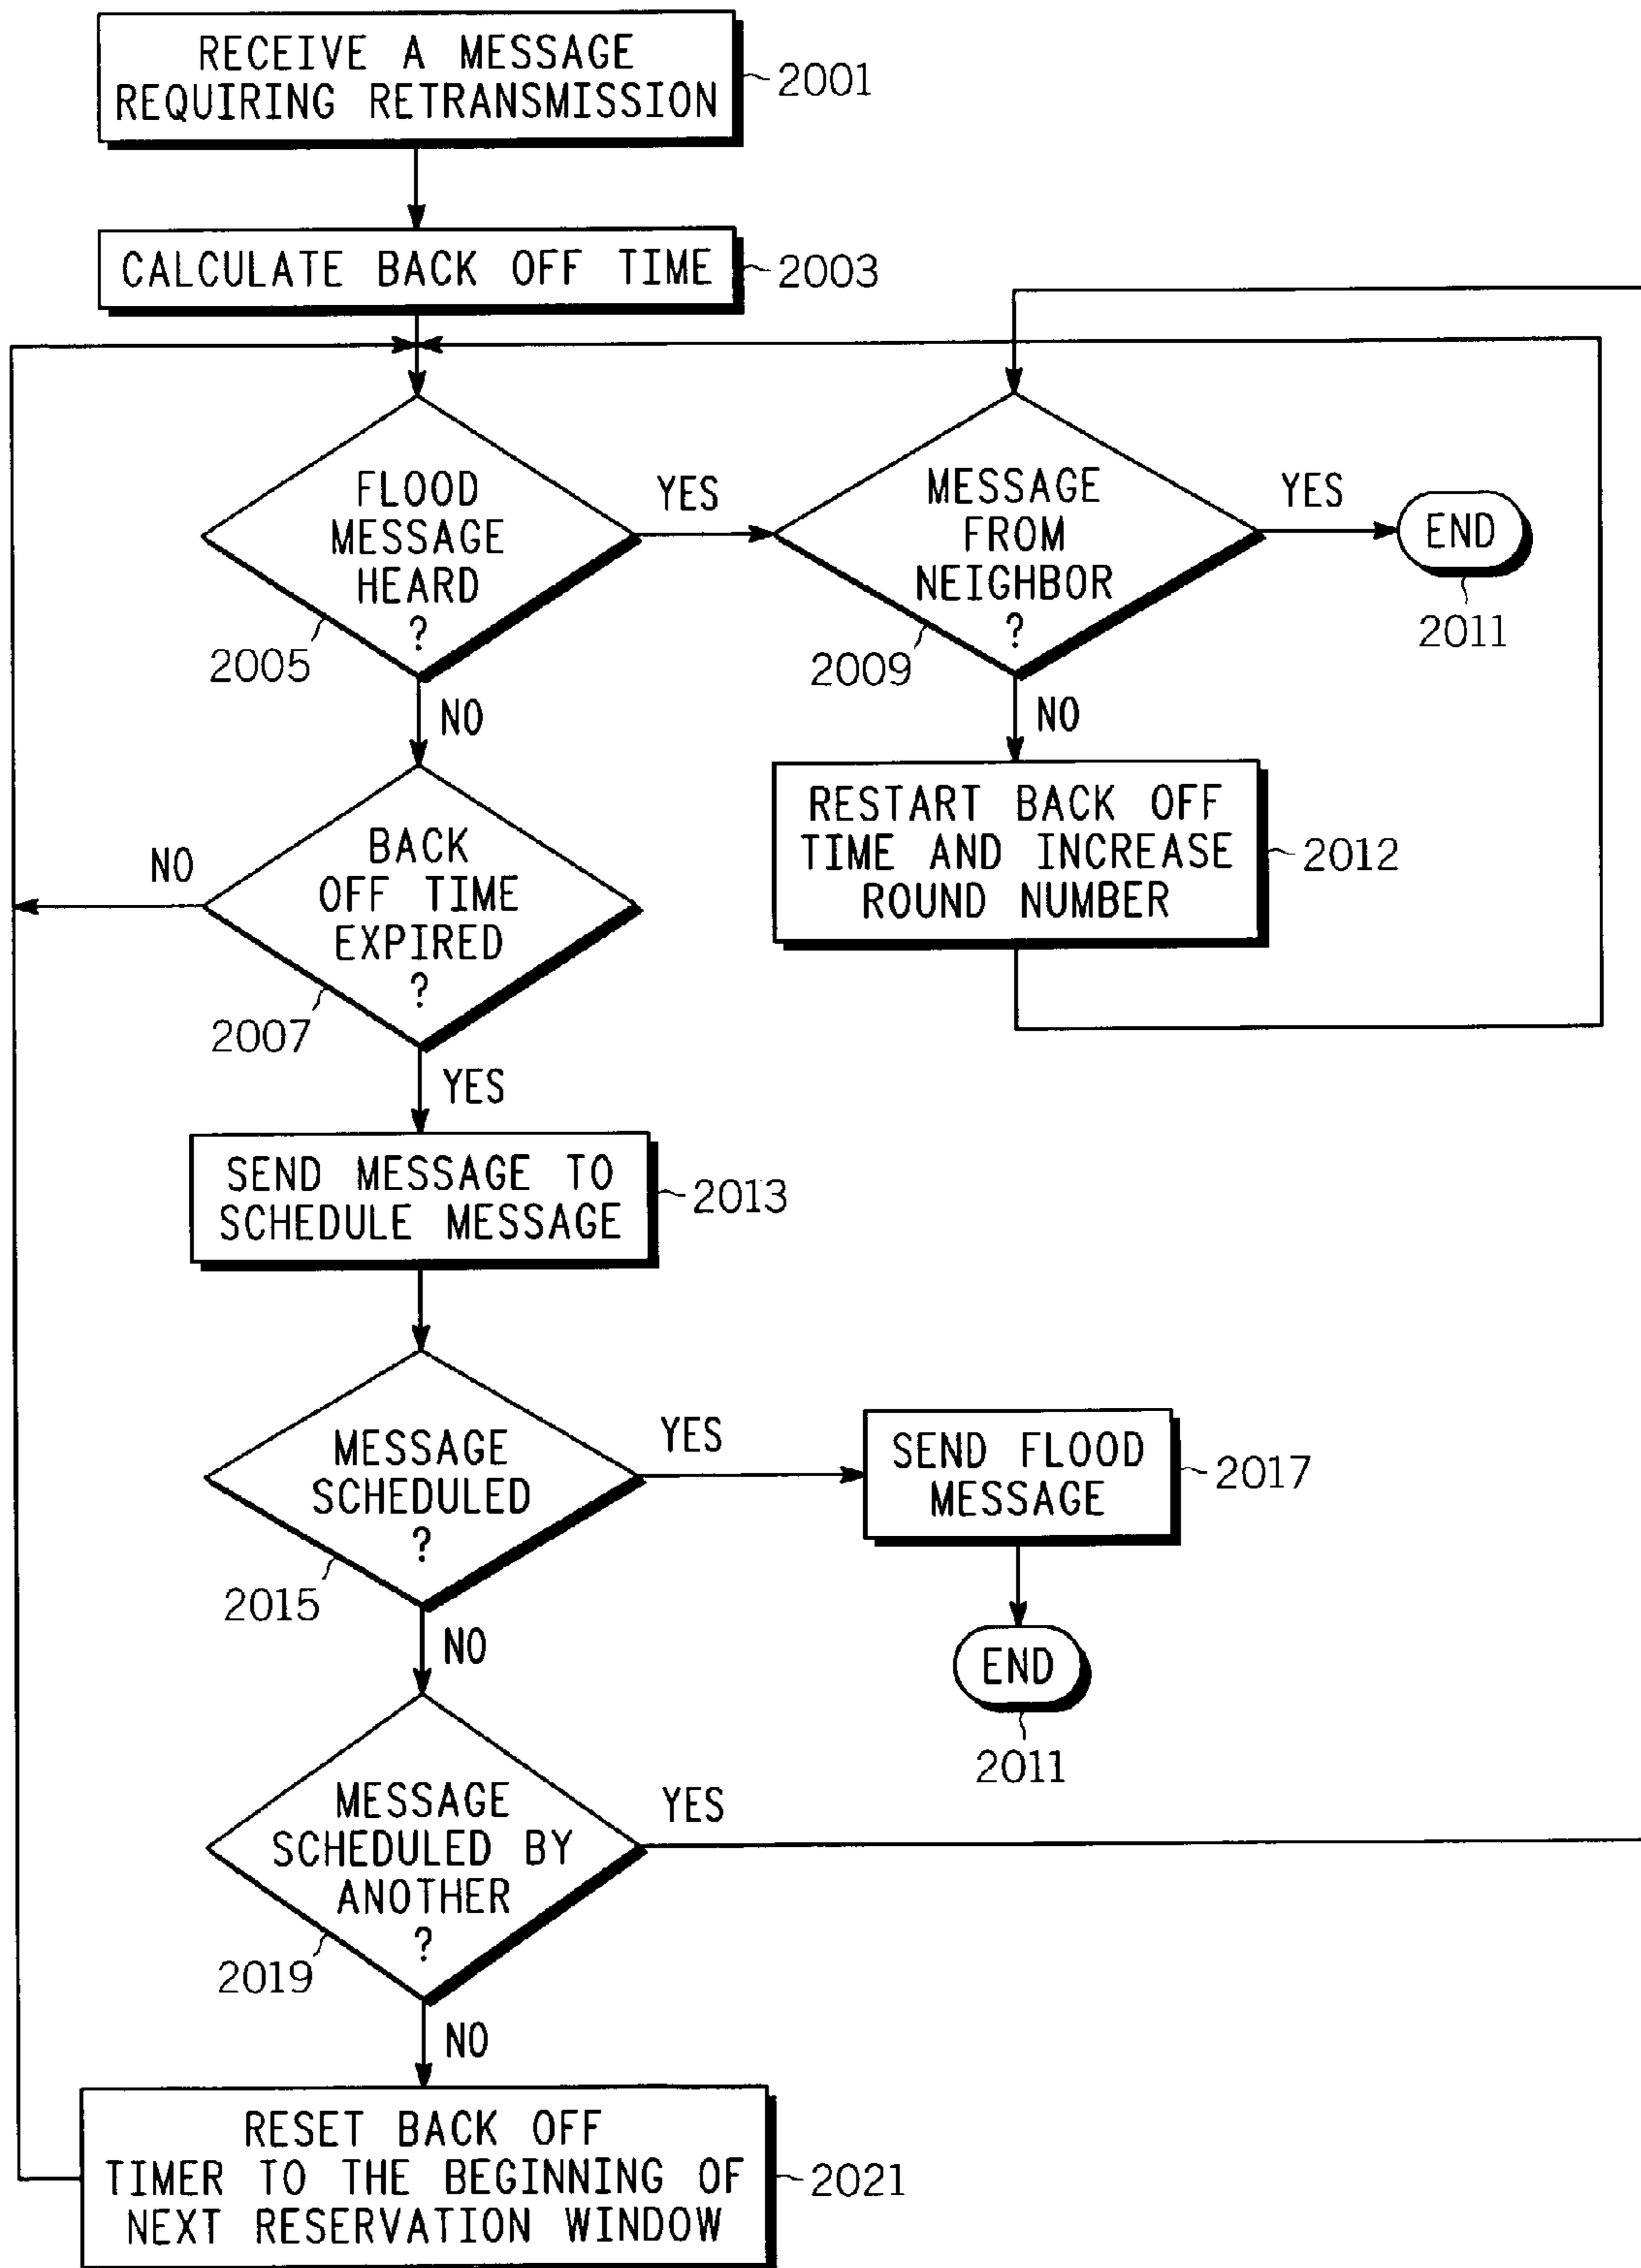 RECEIVE A MESSAGE
REQUIRING RETRANSMISSION
2001
CALCULATE BACK OFF TIME
2003
FLOOD
MESSAGE
HEARD
?
2005
YES
NO
MESSAGE
FROM
NEIGHBOR
?
2009
YES
END
2011
NO
RESTART BACK OFF
TIME AND INCREASE
ROUND NUMBER
2012
BACK
OFF TIME
EXPIRED
?
2007
NO
YES
SEND MESSAGE TO
SCHEDULE MESSAGE
2013
MESSAGE
SCHEDULED
?
2015
YES
SEND FLOOD
MESSAGE
2017
END
2011
NO
MESSAGE
SCHEDULED BY
ANOTHER
?
2019
YES
NO
RESET BACK OFF
TIMER TO THE BEGINNING OF
NEXT RESERVATION WINDOW
2021